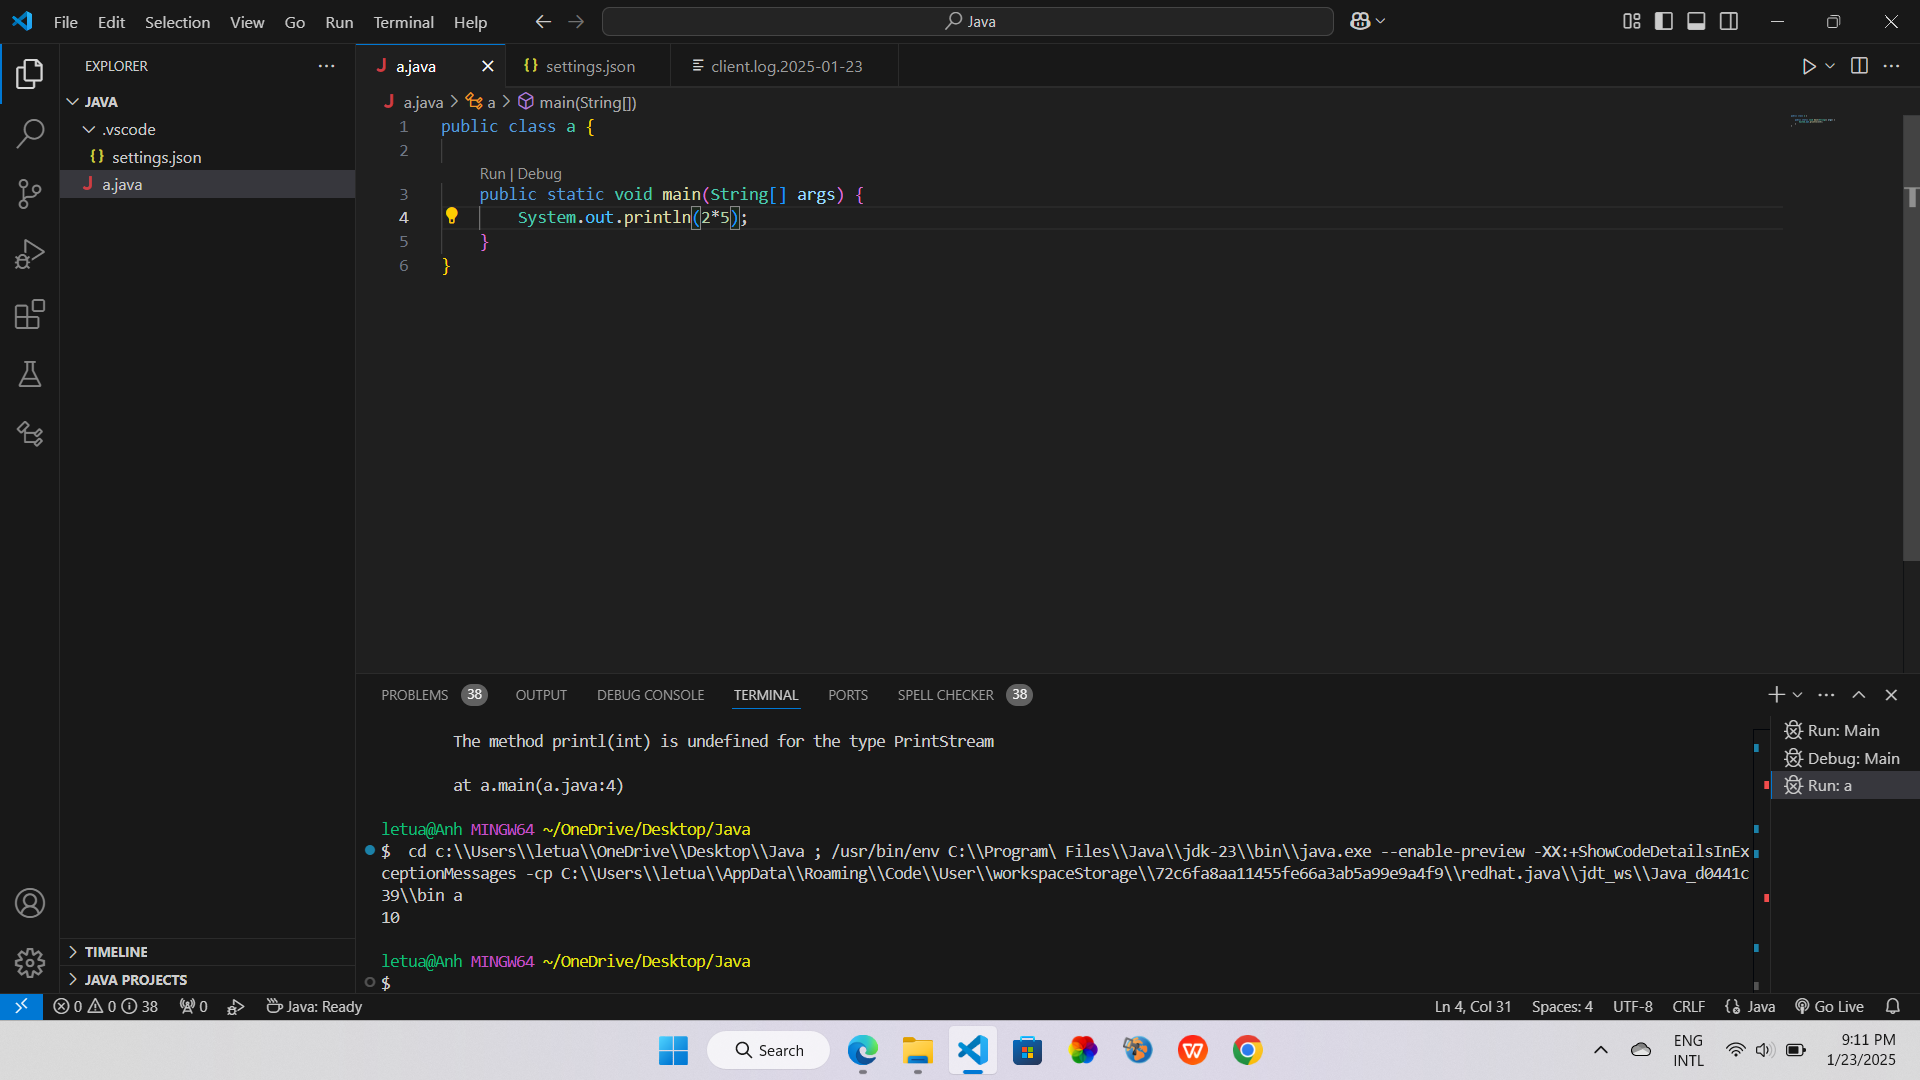 File Edit Selection View Go Run Terminal Help
Java
EXPLORER
JAVA
.vscode
settings.json
a.java
TIMELINE
JAVA PROJECTS
a.java
settings.json
client.log.2025-01-23
a.java > a > main(String[])
1 public class a {
2
Run | Debug
3 public static void main(String[] args) {
4 System.out.println(2*5);
5 }
6 }
PROBLEMS 38 OUTPUT DEBUG CONSOLE TERMINAL PORTS SPELL CHECKER 38
The method printl(int) is undefined for the type PrintStream
at a.main(a.java:4)
letua@Anh MINGW64 ~/OneDrive/Desktop/Java
$  cd c:\\Users\\letua\\OneDrive\\Desktop\\Java ; /usr/bin/env C:\\Program\ Files\\Java\\jdk-23\\bin\\java.exe --enable-preview -XX:+ShowCodeDetailsInEx
ceptionMessages -cp C:\\Users\\letua\\AppData\\Roaming\\Code\\User\\workspaceStorage\\72c6fa8aa11455fe66a3ab5a99e9a4f9\\redhat.java\\jdt_ws\\Java_d0441c
39\\bin a
10
letua@Anh MINGW64 ~/OneDrive/Desktop/Java
$
Run: Main
Debug: Main
Run: a
0 0 38 0 Java: Ready
Ln 4, Col 31 Spaces: 4 UTF-8 CRLF Java Go Live
Search
ENG
INTL
9:11 PM
1/23/2025